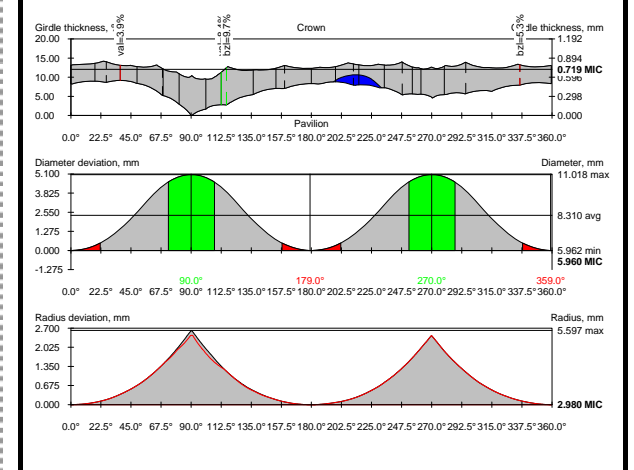 Girdle thickness, Crown Girdle thickness, mm
val=3.9%
bzl=9.7%
bzl=5.3%
20.00 1.192
15.00 0.894
0.719 MIC
10.00 0.596
5.00 0.298
0.00 0.000
Pavilion
0.0° 22.5° 45.0° 67.5° 90.0° 112.5° 135.0° 157.5° 180.0° 202.5° 225.0° 247.5° 270.0° 292.5° 315.0° 337.5° 360.0°
Diameter deviation, mm Diameter, mm
5.100 11.018 max
3.825
2.550 8.310 avg
1.275
0.000 5.962 min
5.960 MIC
-1.275
90.0° 179.0° 270.0° 359.0°
0.0° 22.5° 45.0° 67.5° 90.0° 112.5° 135.0° 157.5° 180.0° 202.5° 225.0° 247.5° 270.0° 292.5° 315.0° 337.5° 360.0°
Radius deviation, mm Radius, mm
2.700 5.597 max
2.025
1.350
0.675
0.000 2.980 MIC
0.0° 22.5° 45.0° 67.5° 90.0° 112.5° 135.0° 157.5° 180.0° 202.5° 225.0° 247.5° 270.0° 292.5° 315.0° 337.5° 360.0°